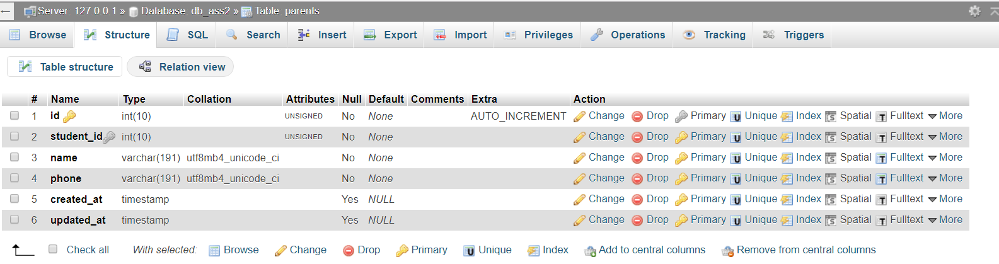 Server: 127.0.0.1 » Database: db_ass2 » Table: parents
Browse Structure SQL Search Insert Export Import Privileges Operations Tracking Triggers
Table structure Relation view
# Name Type Collation Attributes Null Default Comments Extra Action
1 id int(10) UNSIGNED No None AUTO_INCREMENT Change Drop Primary Unique Index Spatial Fulltext More
2 student_id int(10) UNSIGNED No None Change Drop Primary Unique Index Spatial Fulltext More
3 name varchar(191) utf8mb4_unicode_ci No None Change Drop Primary Unique Index Spatial Fulltext More
4 phone varchar(191) utf8mb4_unicode_ci No None Change Drop Primary Unique Index Spatial Fulltext More
5 created_at timestamp Yes NULL Change Drop Primary Unique Index Spatial Fulltext More
6 updated_at timestamp Yes NULL Change Drop Primary Unique Index Spatial Fulltext More
Check all With selected: Browse Change Drop Primary Unique Index Add to central columns Remove from central columns